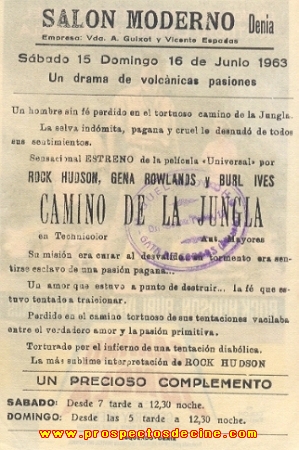 SALON MODERNO Denia
Empresa: Vda. A. Guixot y Vicente Espadas
Sábado 15 Domingo 16 de Junio 1963
Un drama de volcánicas pasiones
Un hombre sin fé perdido en el tortuoso camino de la Jungla.
La selva indómita, pagana y cruel le desnudó de todos
sus sentimientos.
Sensacional ESTRENO de la película «Universal» por
ROCK HUDSON, GENA ROWLANDS y BURL IVES
CAMINO DE LA JUNGLA
en Technicolor Aut. Mayores
Su misión era curar al desvalido su tormento era sen-
tirse esclavo de una pasión pagana...
Un amor que estuvo a punto de destruir... la fé que es-
tuvo tentado a traicionar.
Perdido en el camino tortuoso de sus tentaciones vacilaba
entre el verdadero amor y la pasión primitiva.
Torturado por el infierno de una tentación diabólica.
La más sublime interpretación de ROCK HUDSON
UN PRECIOSO COMPLEMENTO
SABADO: Desde 7 tarde a 12,30 noche.
DOMINGO: Desde las 5 tarde a 12,30 noche.
www.prospectosdecine.com